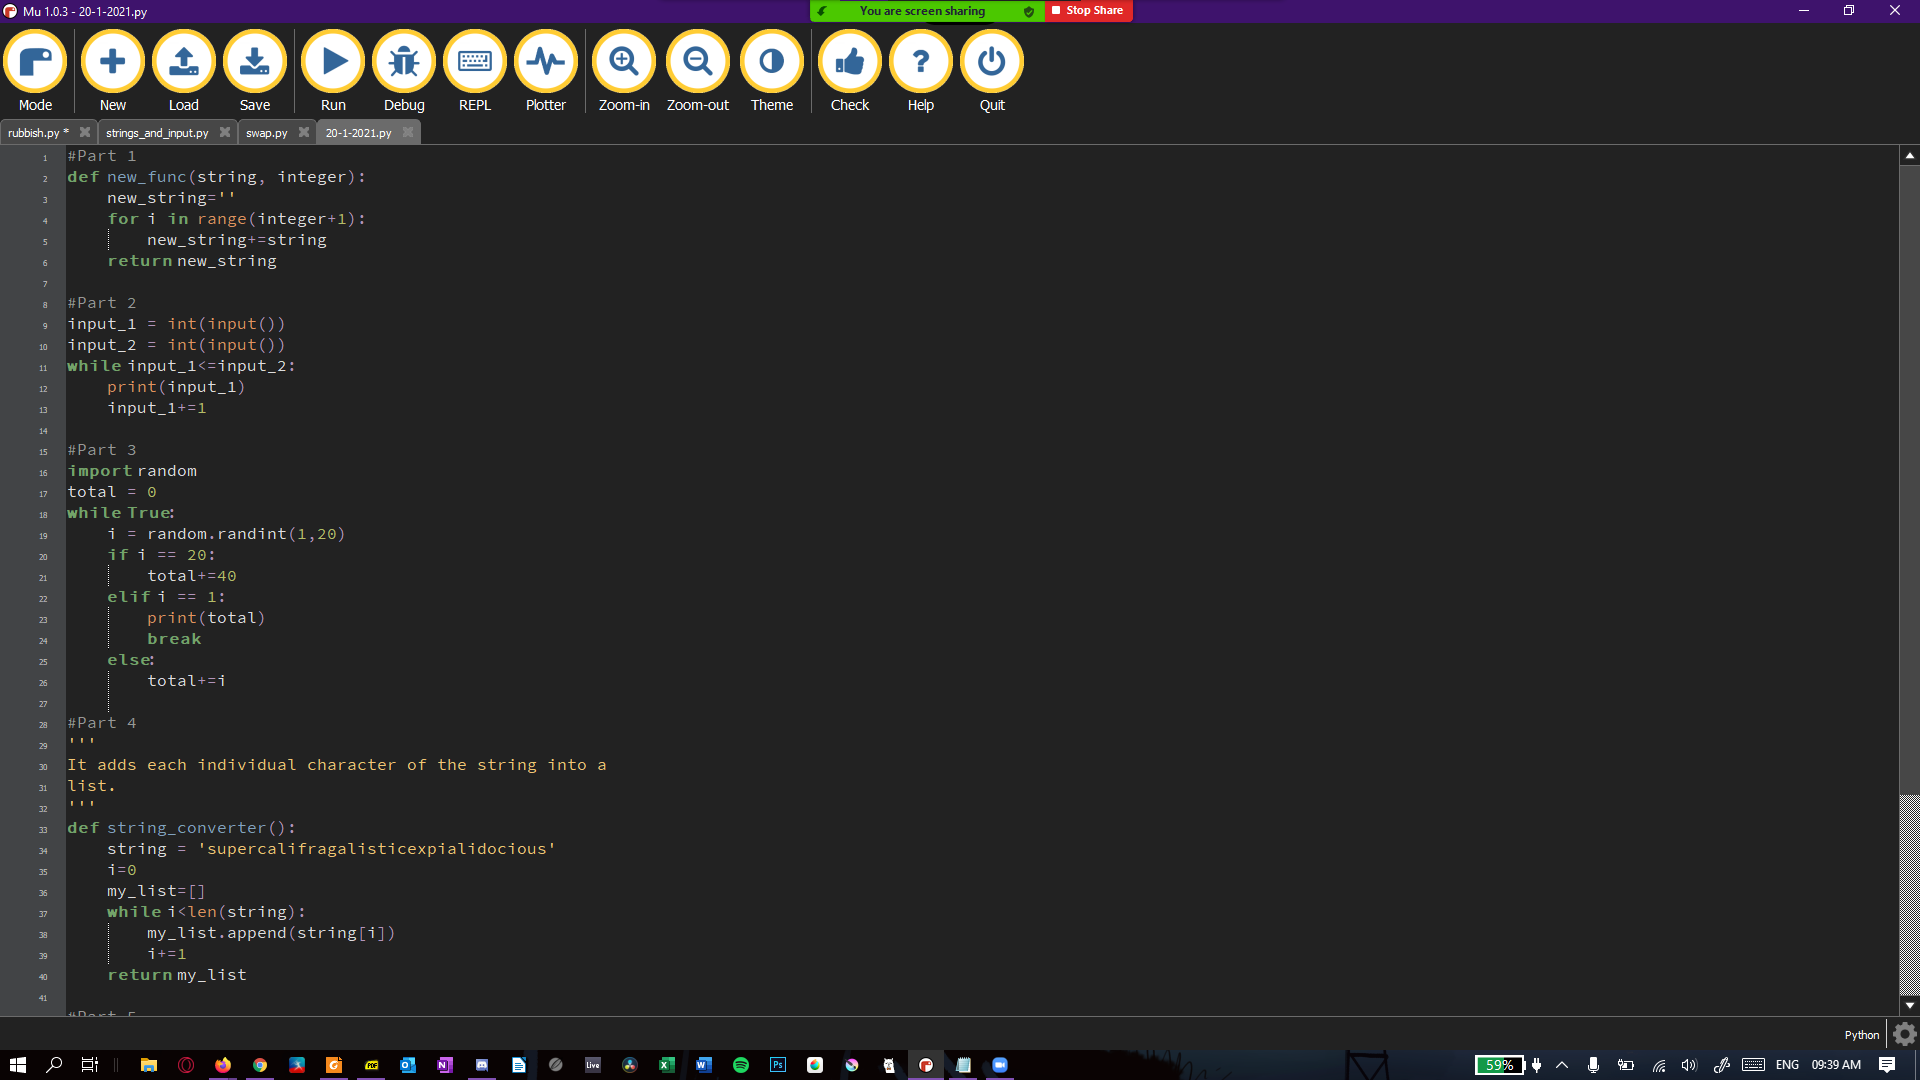 Mu 1.0.3 - 20-1-2021.py
You are screen sharing
Stop Share
Mode New Load Save Run Debug REPL Plotter Zoom-in Zoom-out Theme Check Help Quit
rubbish.py * strings_and_input.py swap.py 20-1-2021.py
1 #Part 1
2 def new_func(string, integer):
3 new_string=''
4 for i in range(integer+1):
5 new_string+=string
6 return new_string
7
8 #Part 2
9 input_1 = int(input())
10 input_2 = int(input())
11 while input_1<=input_2:
12 print(input_1)
13 input_1+=1
14
15 #Part 3
16 import random
17 total = 0
18 while True:
19 i = random.randint(1,20)
20 if i == 20:
21 total+=40
22 elif i == 1:
23 print(total)
24 break
25 else:
26 total+=i
27
28 #Part 4
29 '''
30 It adds each individual character of the string into a
31 list.
32 '''
33 def string_converter():
34 string = 'supercalifragalisticexpialidocious'
35 i=0
36 my_list=[]
37 while i<len(string):
38 my_list.append(string[i])
39 i+=1
40 return my_list
41
#Part 5
Python
59% ENG 09:39 AM